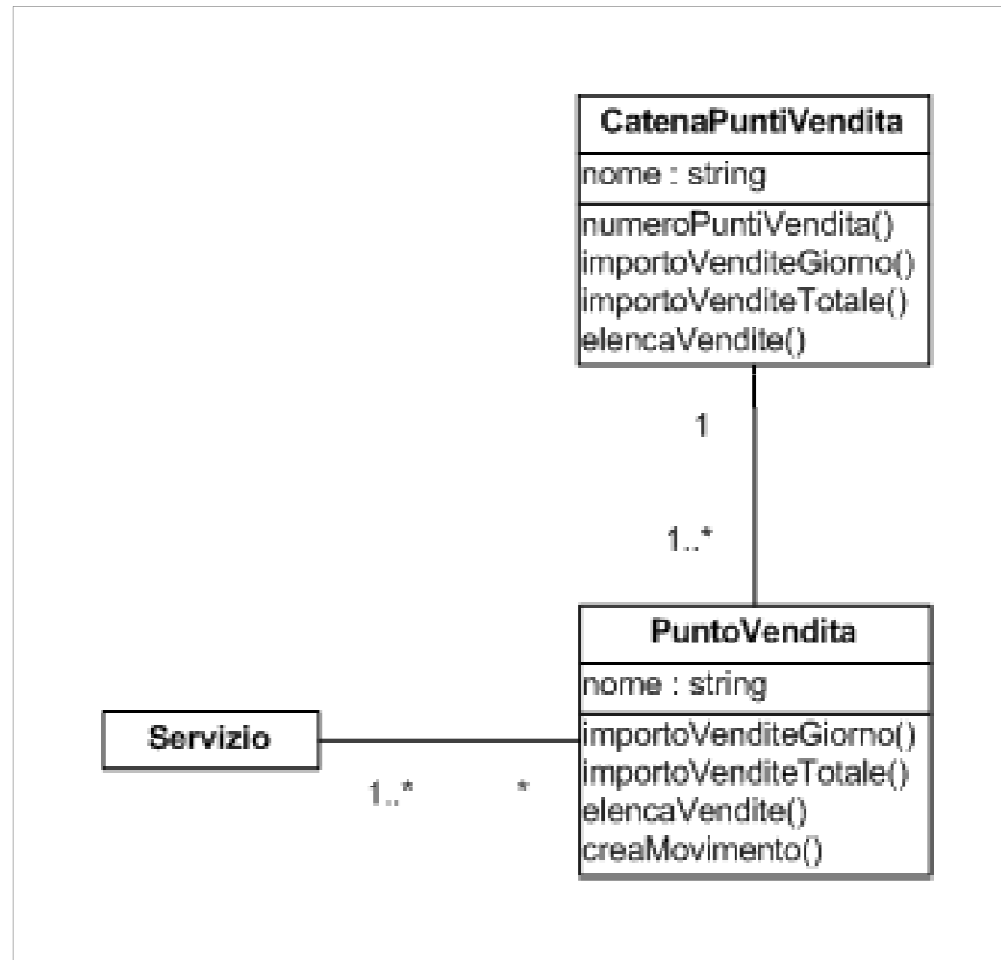 CatenaPuntiVendita
nome : string
numeroPuntiVendita()
importoVenditeGiorno()
importoVenditeTotale()
elencaVendite()
1
1..*
PuntoVendita
nome : string
importoVenditeGiorno()
importoVenditeTotale()
elencaVendite()
creaMovimento()
Servizio
1..*
*